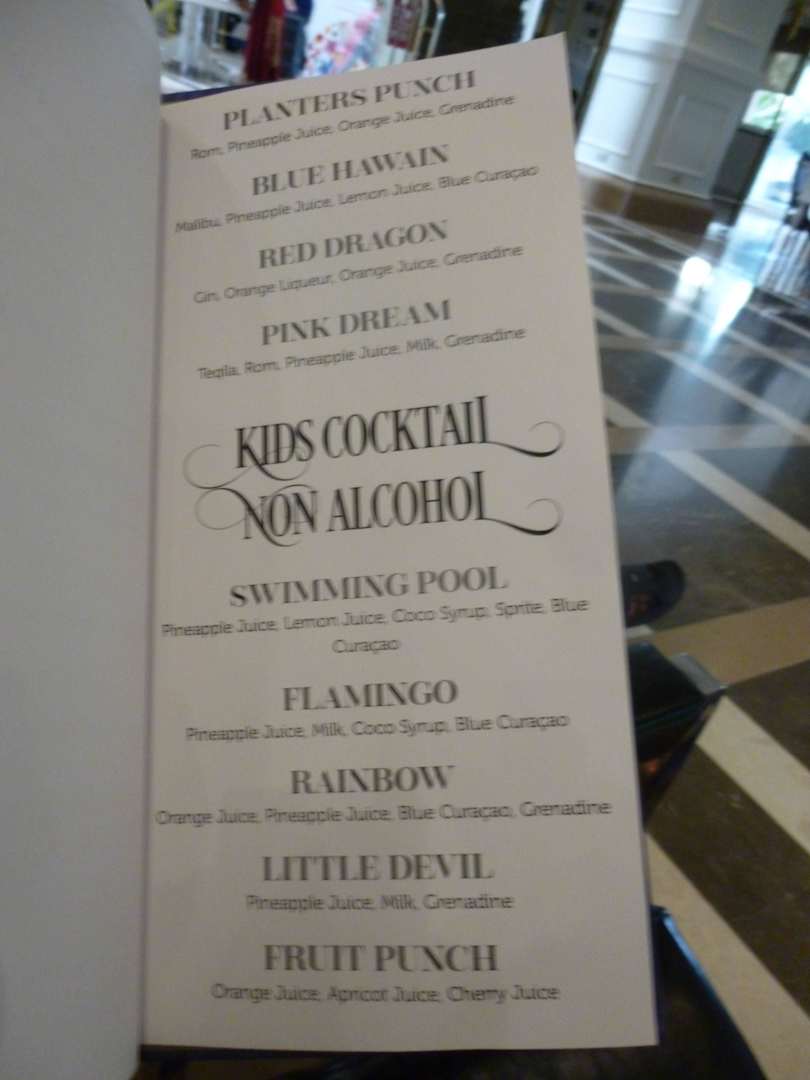 PLANTERS PUNCH
Rom, Pineapple Juice, Orange Juice, Grenadine
BLUE HAWAIN
Malibu, Pineapple Juice, Lemon Juice, Blue Curaçao
RED DRAGON
Gin, Orange Liqueur, Orange Juice, Grenadine
PINK DREAM
Teqila, Rom, Pineapple Juice, Milk, Grenadine
KIDS COCKTAIL
NON ALCOHOL
SWIMMING POOL
Pineapple Juice, Lemon Juice, Coco Syrup, Sprite, Blue
Curaçao
FLAMINGO
Pineapple Juice, Milk, Coco Syrup, Blue Curaçao
RAINBOW
Orange Juice, Pineapple Juice, Blue Curaçao, Grenadine
LITTLE DEVIL
Pineapple Juice, Milk, Grenadine
FRUIT PUNCH
Orange Juice, Apricot Juice, Cherry Juice